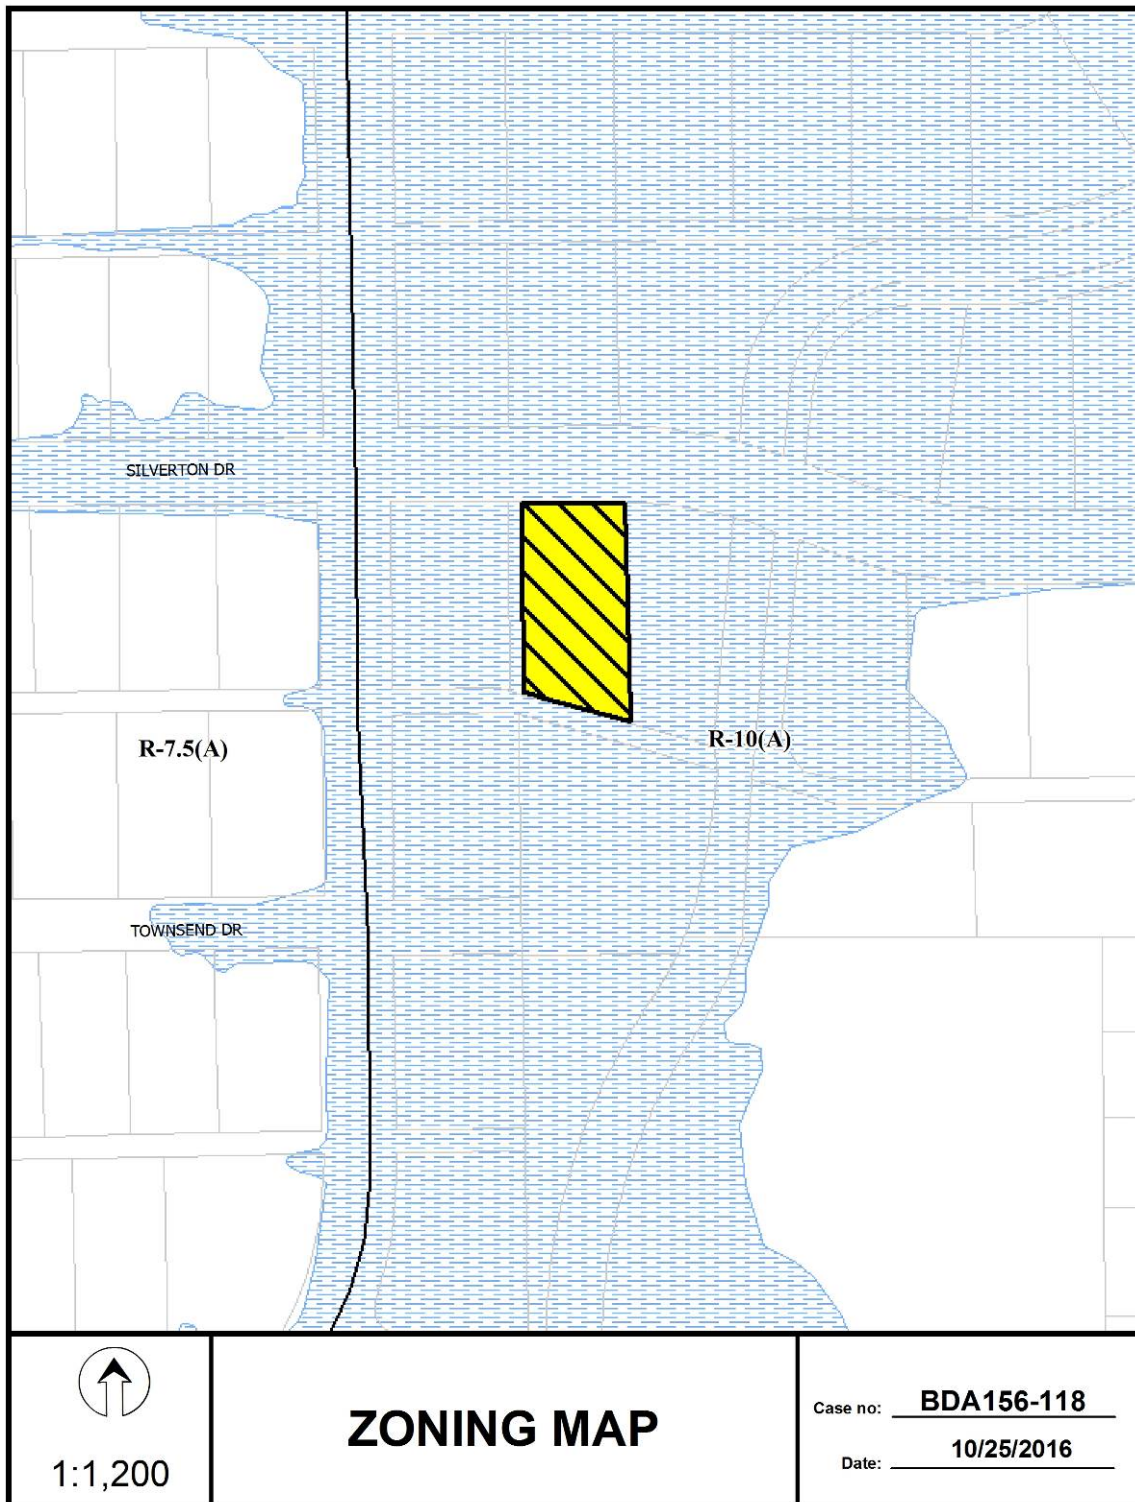 SILVERTON DR
R-7.5(A)
R-10(A)
TOWNSEND DR
1:1,200
ZONING MAP
Case no: BDA156-118
Date: 10/25/2016